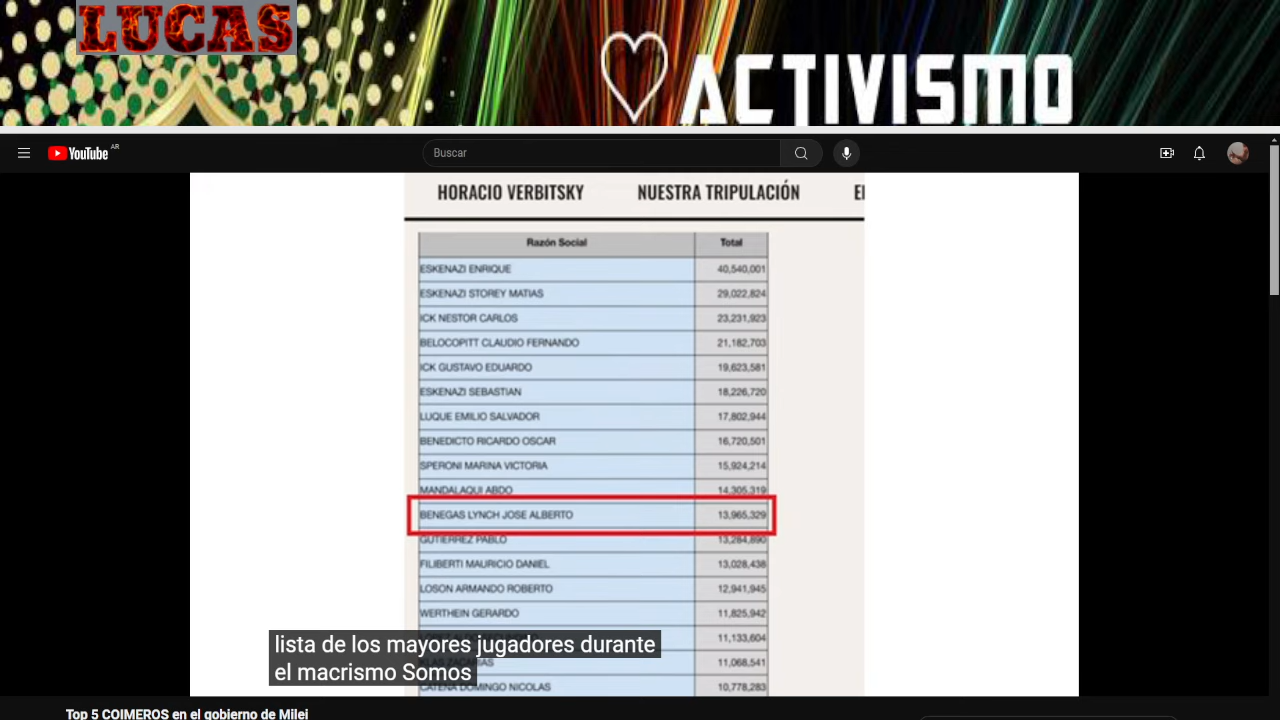 LUCAS
ACTIVISMO
YouTube AR
Buscar
HORACIO VERBITSKY NUESTRA TRIPULACIÓN
Razón Social Total
ESKENAZI ENRIQUE 40,540,001
ESKENAZI STOREY MATIAS 29,022,824
ICK NESTOR CARLOS 23,231,923
BELOCOPITT CLAUDIO FERNANDO 21,182,703
ICK GUSTAVO EDUARDO 19,623,581
ESKENAZI SEBASTIAN 18,226,720
LUQUE EMILIO SALVADOR 17,802,944
BENEDICTO RICARDO OSCAR 16,720,501
SPERONI MARINA VICTORIA 15,924,214
MANDALAQUI ABDO 14,305,319
BENEGAS LYNCH JOSE ALBERTO 13,965,329
GUTIERREZ PABLO 13,284,890
FILIBERTI MAURICIO DANIEL 13,028,438
LOSON ARMANDO ROBERTO 12,941,945
WERTHEIN GERARDO 11,825,942
11,133,604
lista de los mayores jugadores durante
11,068,541
el macrismo Somos
CATENA DOMINGO NICOLAS 10,778,283
Top 5 COIMEROS en el gobierno de Milei